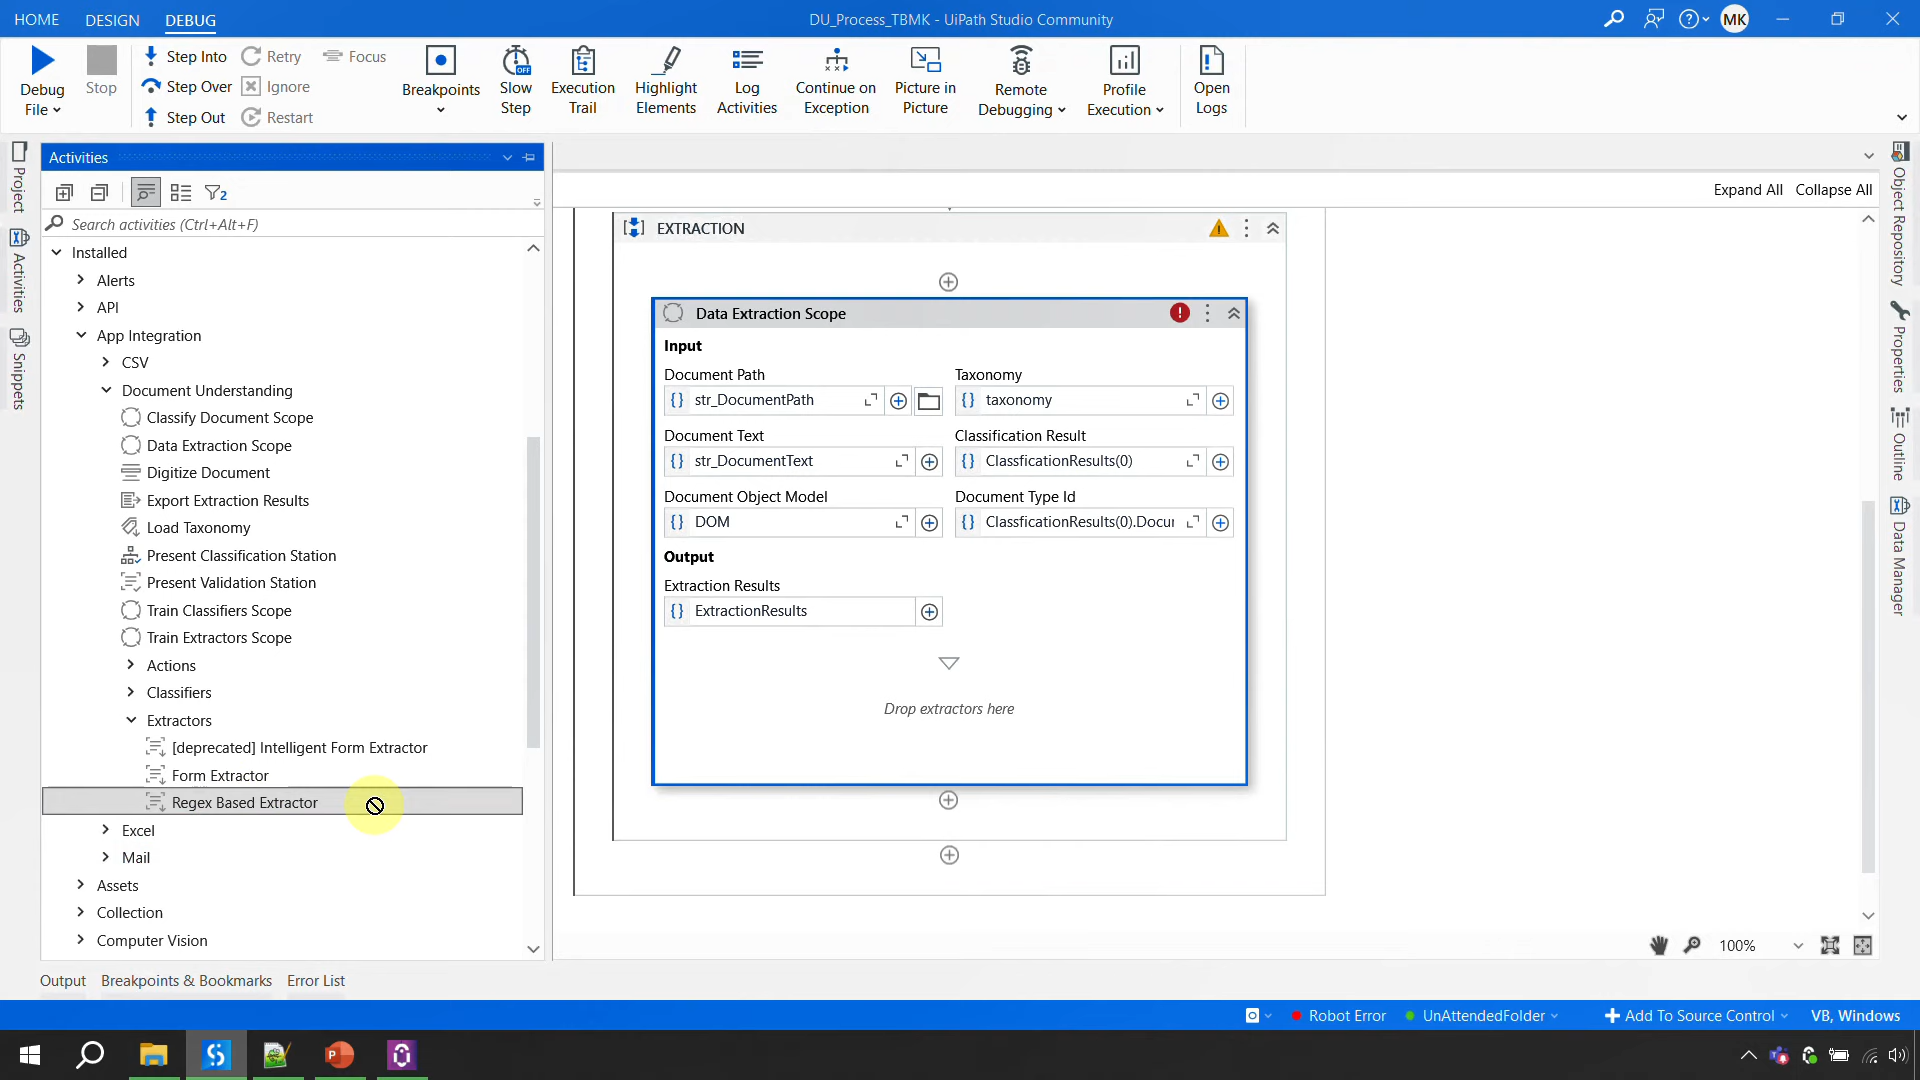 HOME DESIGN DEBUG
DU_Process_TBMK - UiPath Studio Community
MK
Debug File
Stop
Step Into
Step Over
Step Out
Retry
Ignore
Restart
Focus
Breakpoints
OFF
Slow Step
Execution Trail
Highlight Elements
Log Activities
Continue on Exception
Picture in Picture
Remote Debugging
Profile Execution
Open Logs
Project
Activities
Snippets
Activities
2
Search activities (Ctrl+Alt+F)
Installed
Alerts
API
App Integration
CSV
Document Understanding
Classify Document Scope
Data Extraction Scope
Digitize Document
Export Extraction Results
Load Taxonomy
Present Classification Station
Present Validation Station
Train Classifiers Scope
Train Extractors Scope
Actions
Classifiers
Extractors
[deprecated] Intelligent Form Extractor
Form Extractor
Regex Based Extractor
Excel
Mail
Assets
Collection
Computer Vision
Expand All Collapse All
EXTRACTION
Data Extraction Scope
Input
Document Path Taxonomy
str_DocumentPath taxonomy
Document Text Classification Result
str_DocumentText ClassficationResults(0)
Document Object Model Document Type Id
DOM ClassficationResults(0).Docu
Output
Extraction Results
ExtractionResults
Drop extractors here
100%
Object Repository
Properties
Outline
Data Manager
Output Breakpoints & Bookmarks Error List
Robot Error UnAttendedFolder Add To Source Control VB, Windows